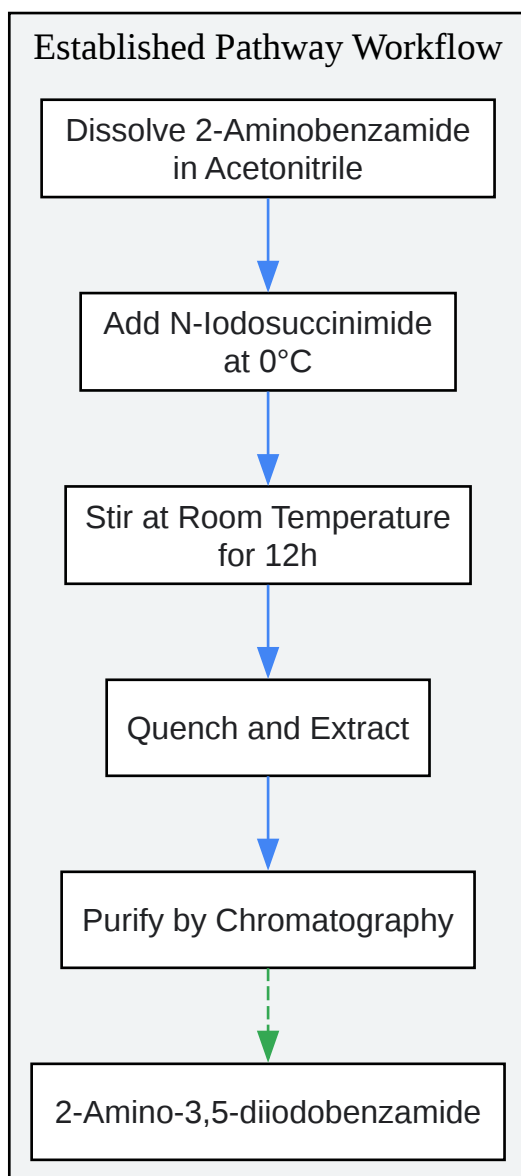 Established Pathway Workflow
Dissolve 2-Aminobenzamide
in Acetonitrile
Add N-Iodosuccinimide
at 0°C
Stir at Room Temperature
for 12h
Quench and Extract
Purify by Chromatography
2-Amino-3,5-diiodobenzamide